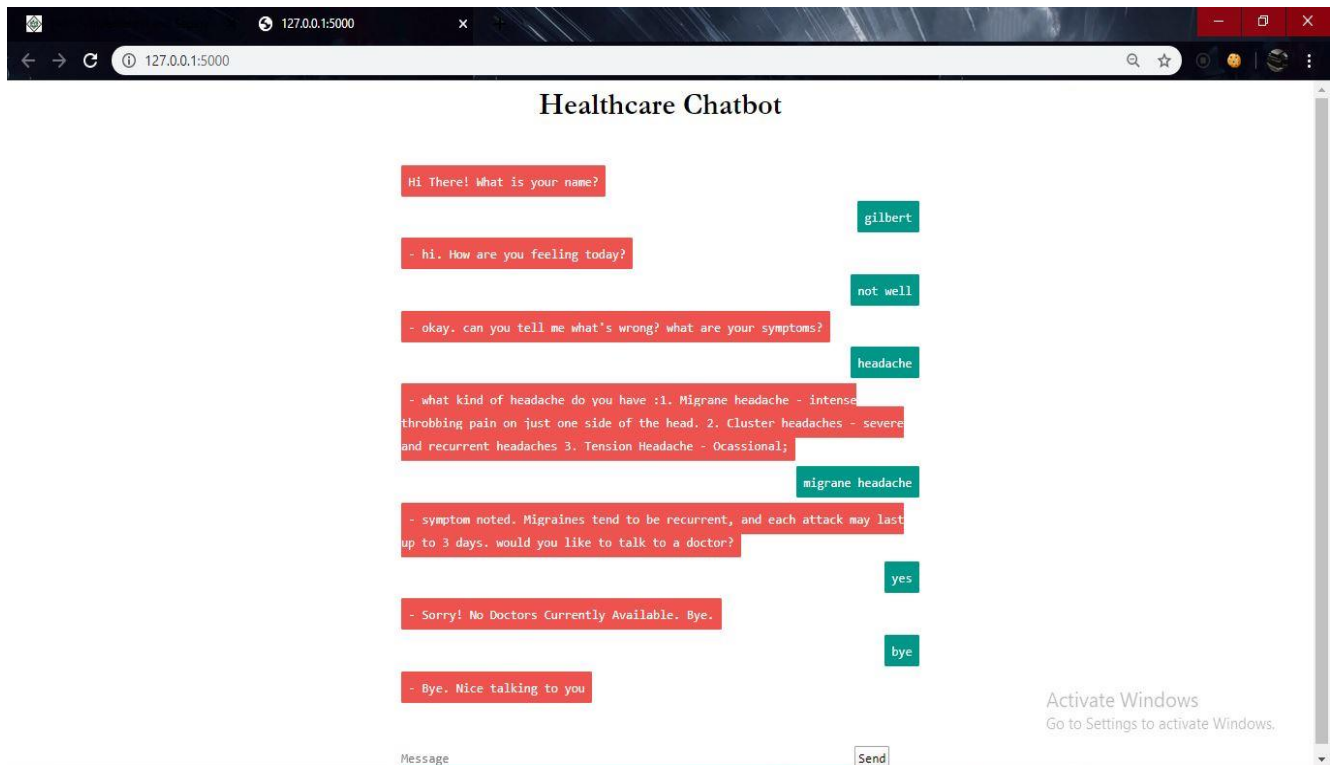 127.0.0.1:5000
127.0.0.1:5000
Healthcare Chatbot
Hi There! What is your name?
gilbert
- hi. How are you feeling today?
not well
- okay. can you tell me what's wrong? what are your symptoms?
headache
- what kind of headache do you have :1. Migrane headache - intense
throbbing pain on just one side of the head. 2. Cluster headaches - severe
and recurrent headaches 3. Tension Headache - Ocassional;
migrane headache
- symptom noted. Migraines tend to be recurrent, and each attack may last
up to 3 days. would you like to talk to a doctor?
yes
- Sorry! No Doctors Currently Available. Bye.
bye
- Bye. Nice talking to you
Activate Windows
Go to Settings to activate Windows.
Message
Send